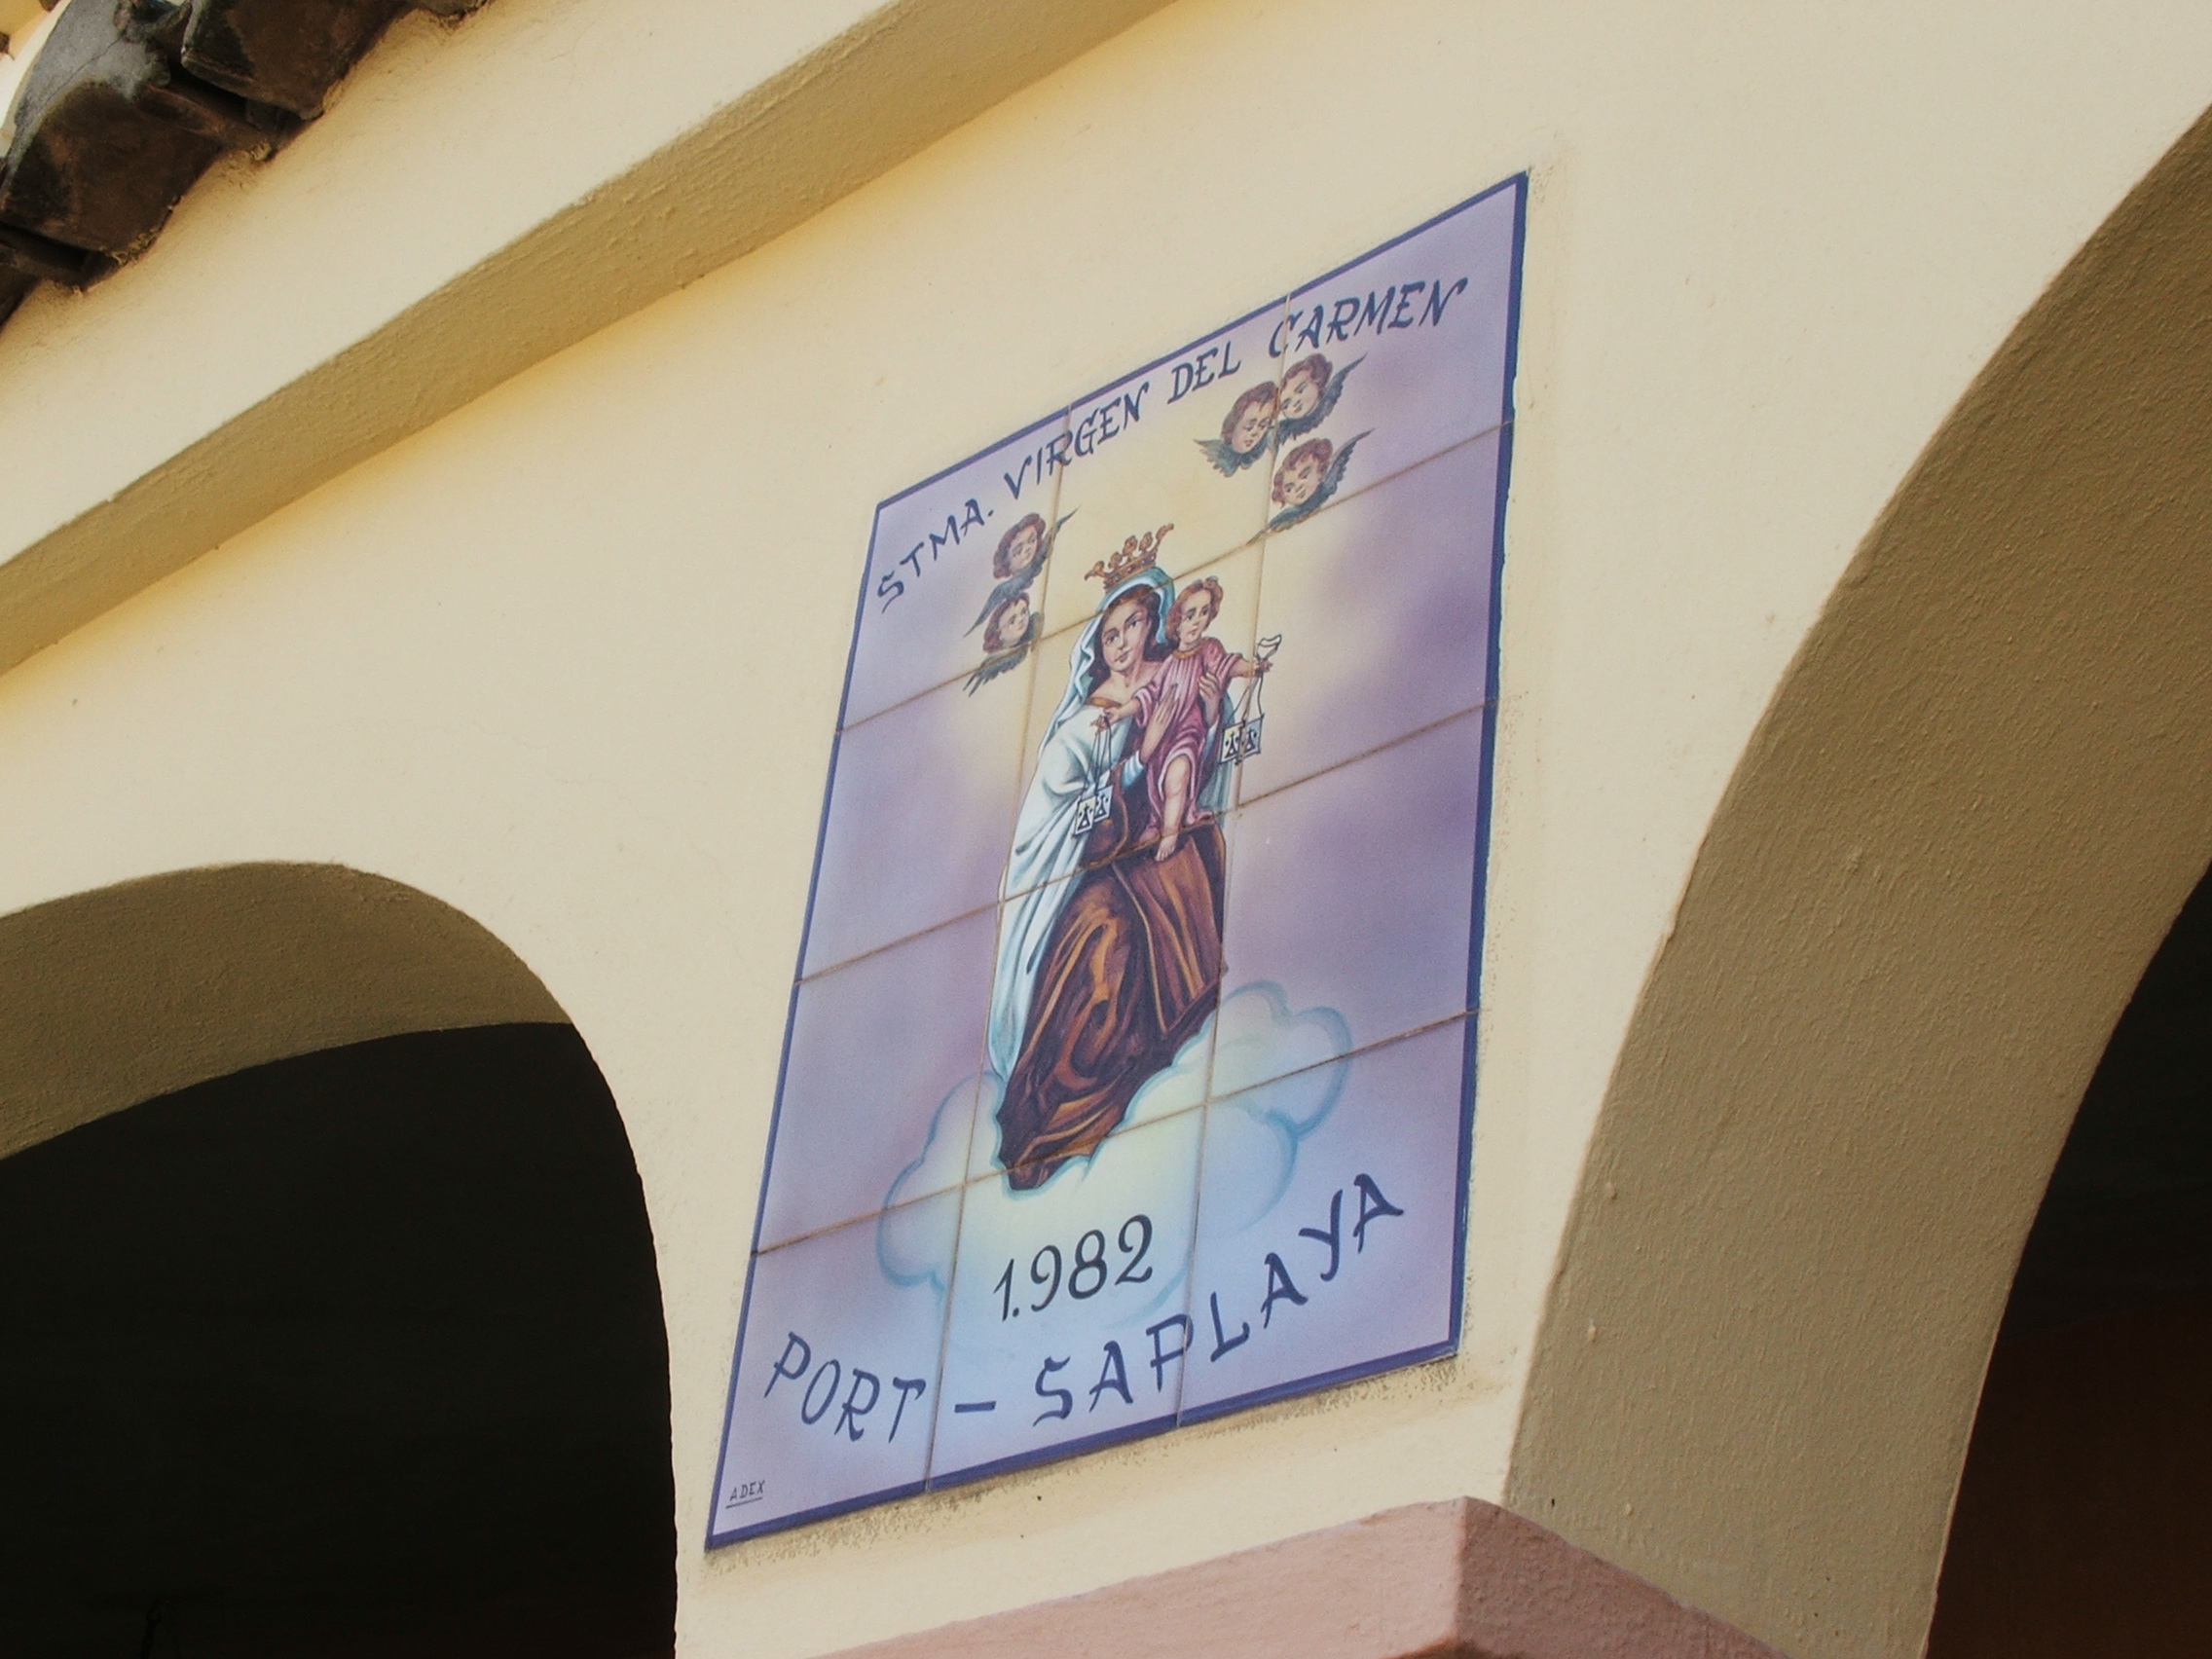 STMA. VIRGEN DEL CARMEN
1.982
PORT - SAPLAYA
ADEX